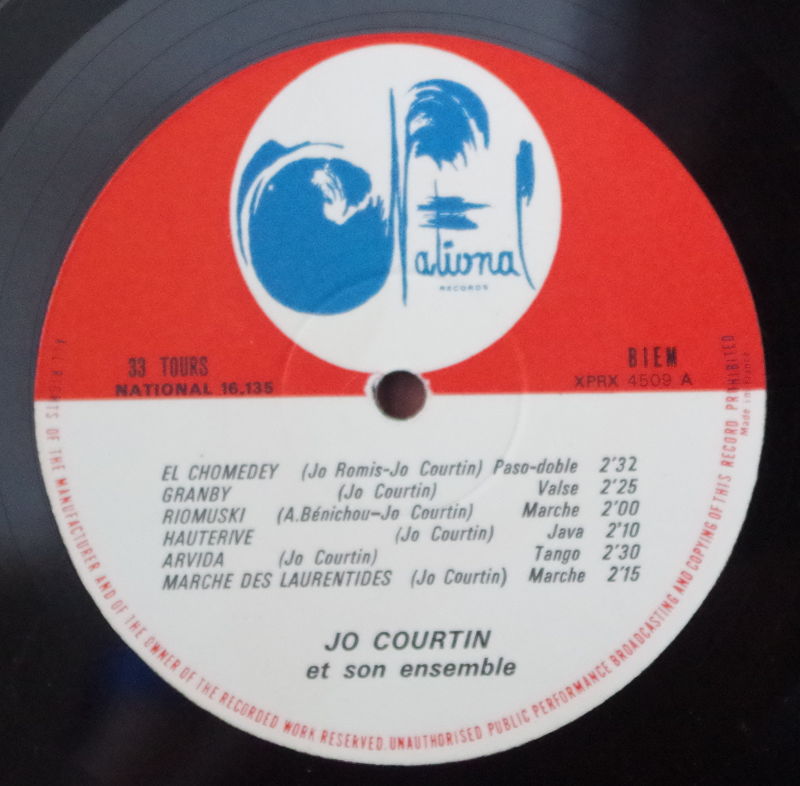 National
RECORDS
33 TOURS
NATIONAL 16.135
BIEM
XPRX 4509 A
EL CHOMEDEY (Jo Romis-Jo Courtin) Paso-doble 2'32
GRANBY (Jo Courtin) Valse 2'25
RIOMUSKI (A.Bénichou-Jo Courtin) Marche 2'00
HAUTERIVE (Jo Courtin) Java 2'10
ARVIDA (Jo Courtin) Tango 2'30
MARCHE DES LAURENTIDES (Jo Courtin) Marche 2'15
JO COURTIN
et son ensemble
ALL RIGHTS OF THE MANUFACTURER AND OF THE OWNER OF THE RECORDED WORK RESERVED. UNAUTHORISED PUBLIC PERFORMANCE BROADCASTING AND COPYING OF THIS RECORD PROHIBITED
Made in France